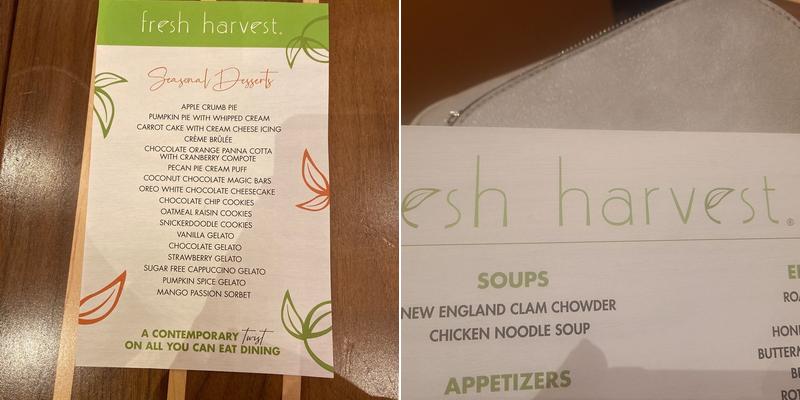 fresh harvest.
Seasonal Desserts
APPLE CRUMB PIE
PUMPKIN PIE WITH WHIPPED CREAM
CARROT CAKE WITH CREAM CHEESE ICING
CRÈME BRÛLÉE
CHOCOLATE ORANGE PANNA COTTA
WITH CRANBERRY COMPOTE
PECAN PIE CREAM PUFF
COCONUT CHOCOLATE MAGIC BARS
OREO WHITE CHOCOLATE CHEESECAKE
CHOCOLATE CHIP COOKIES
OATMEAL RAISIN COOKIES
SNICKERDOODLE COOKIES
VANILLA GELATO
CHOCOLATE GELATO
STRAWBERRY GELATO
SUGAR FREE CAPPUCCINO GELATO
PUMPKIN SPICE GELATO
MANGO PASSION SORBET
A CONTEMPORARY twist
ON ALL YOU CAN EAT DINING
esh harvest.®
SOUPS
NEW ENGLAND CLAM CHOWDER
CHICKEN NOODLE SOUP
APPETIZERS